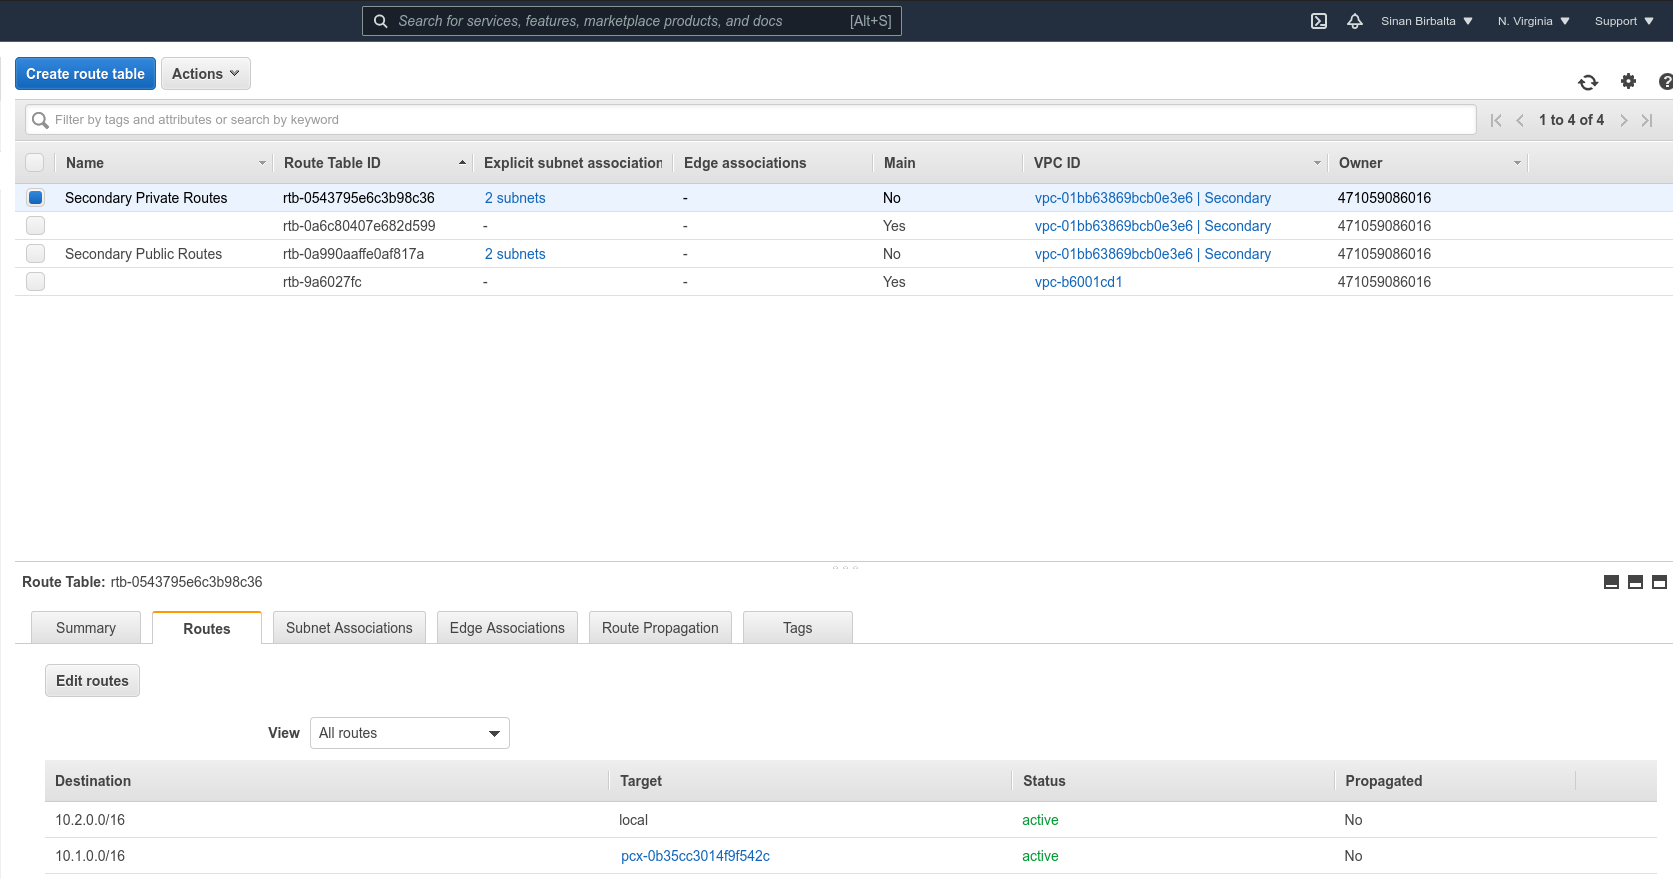 Search for services, features, marketplace products, and docs [Alt+S] Sinan Birbalta N. Virginia Support
Create route table Actions
Filter by tags and attributes or search by keyword 1 to 4 of 4
Name Route Table ID Explicit subnet association Edge associations Main VPC ID Owner
Secondary Private Routes rtb-0543795e6c3b98c36 2 subnets - No vpc-01bb63869bcb0e3e6 | Secondary 471059086016
rtb-0a6c80407e682d599 - - Yes vpc-01bb63869bcb0e3e6 | Secondary 471059086016
Secondary Public Routes rtb-0a990aaffe0af817a 2 subnets - No vpc-01bb63869bcb0e3e6 | Secondary 471059086016
rtb-9a6027fc - - Yes vpc-b6001cd1 471059086016
Route Table: rtb-0543795e6c3b98c36
Summary Routes Subnet Associations Edge Associations Route Propagation Tags
Edit routes
View All routes
Destination Target Status Propagated
10.2.0.0/16 local active No
10.1.0.0/16 pcx-0b35cc3014f9f542c active No